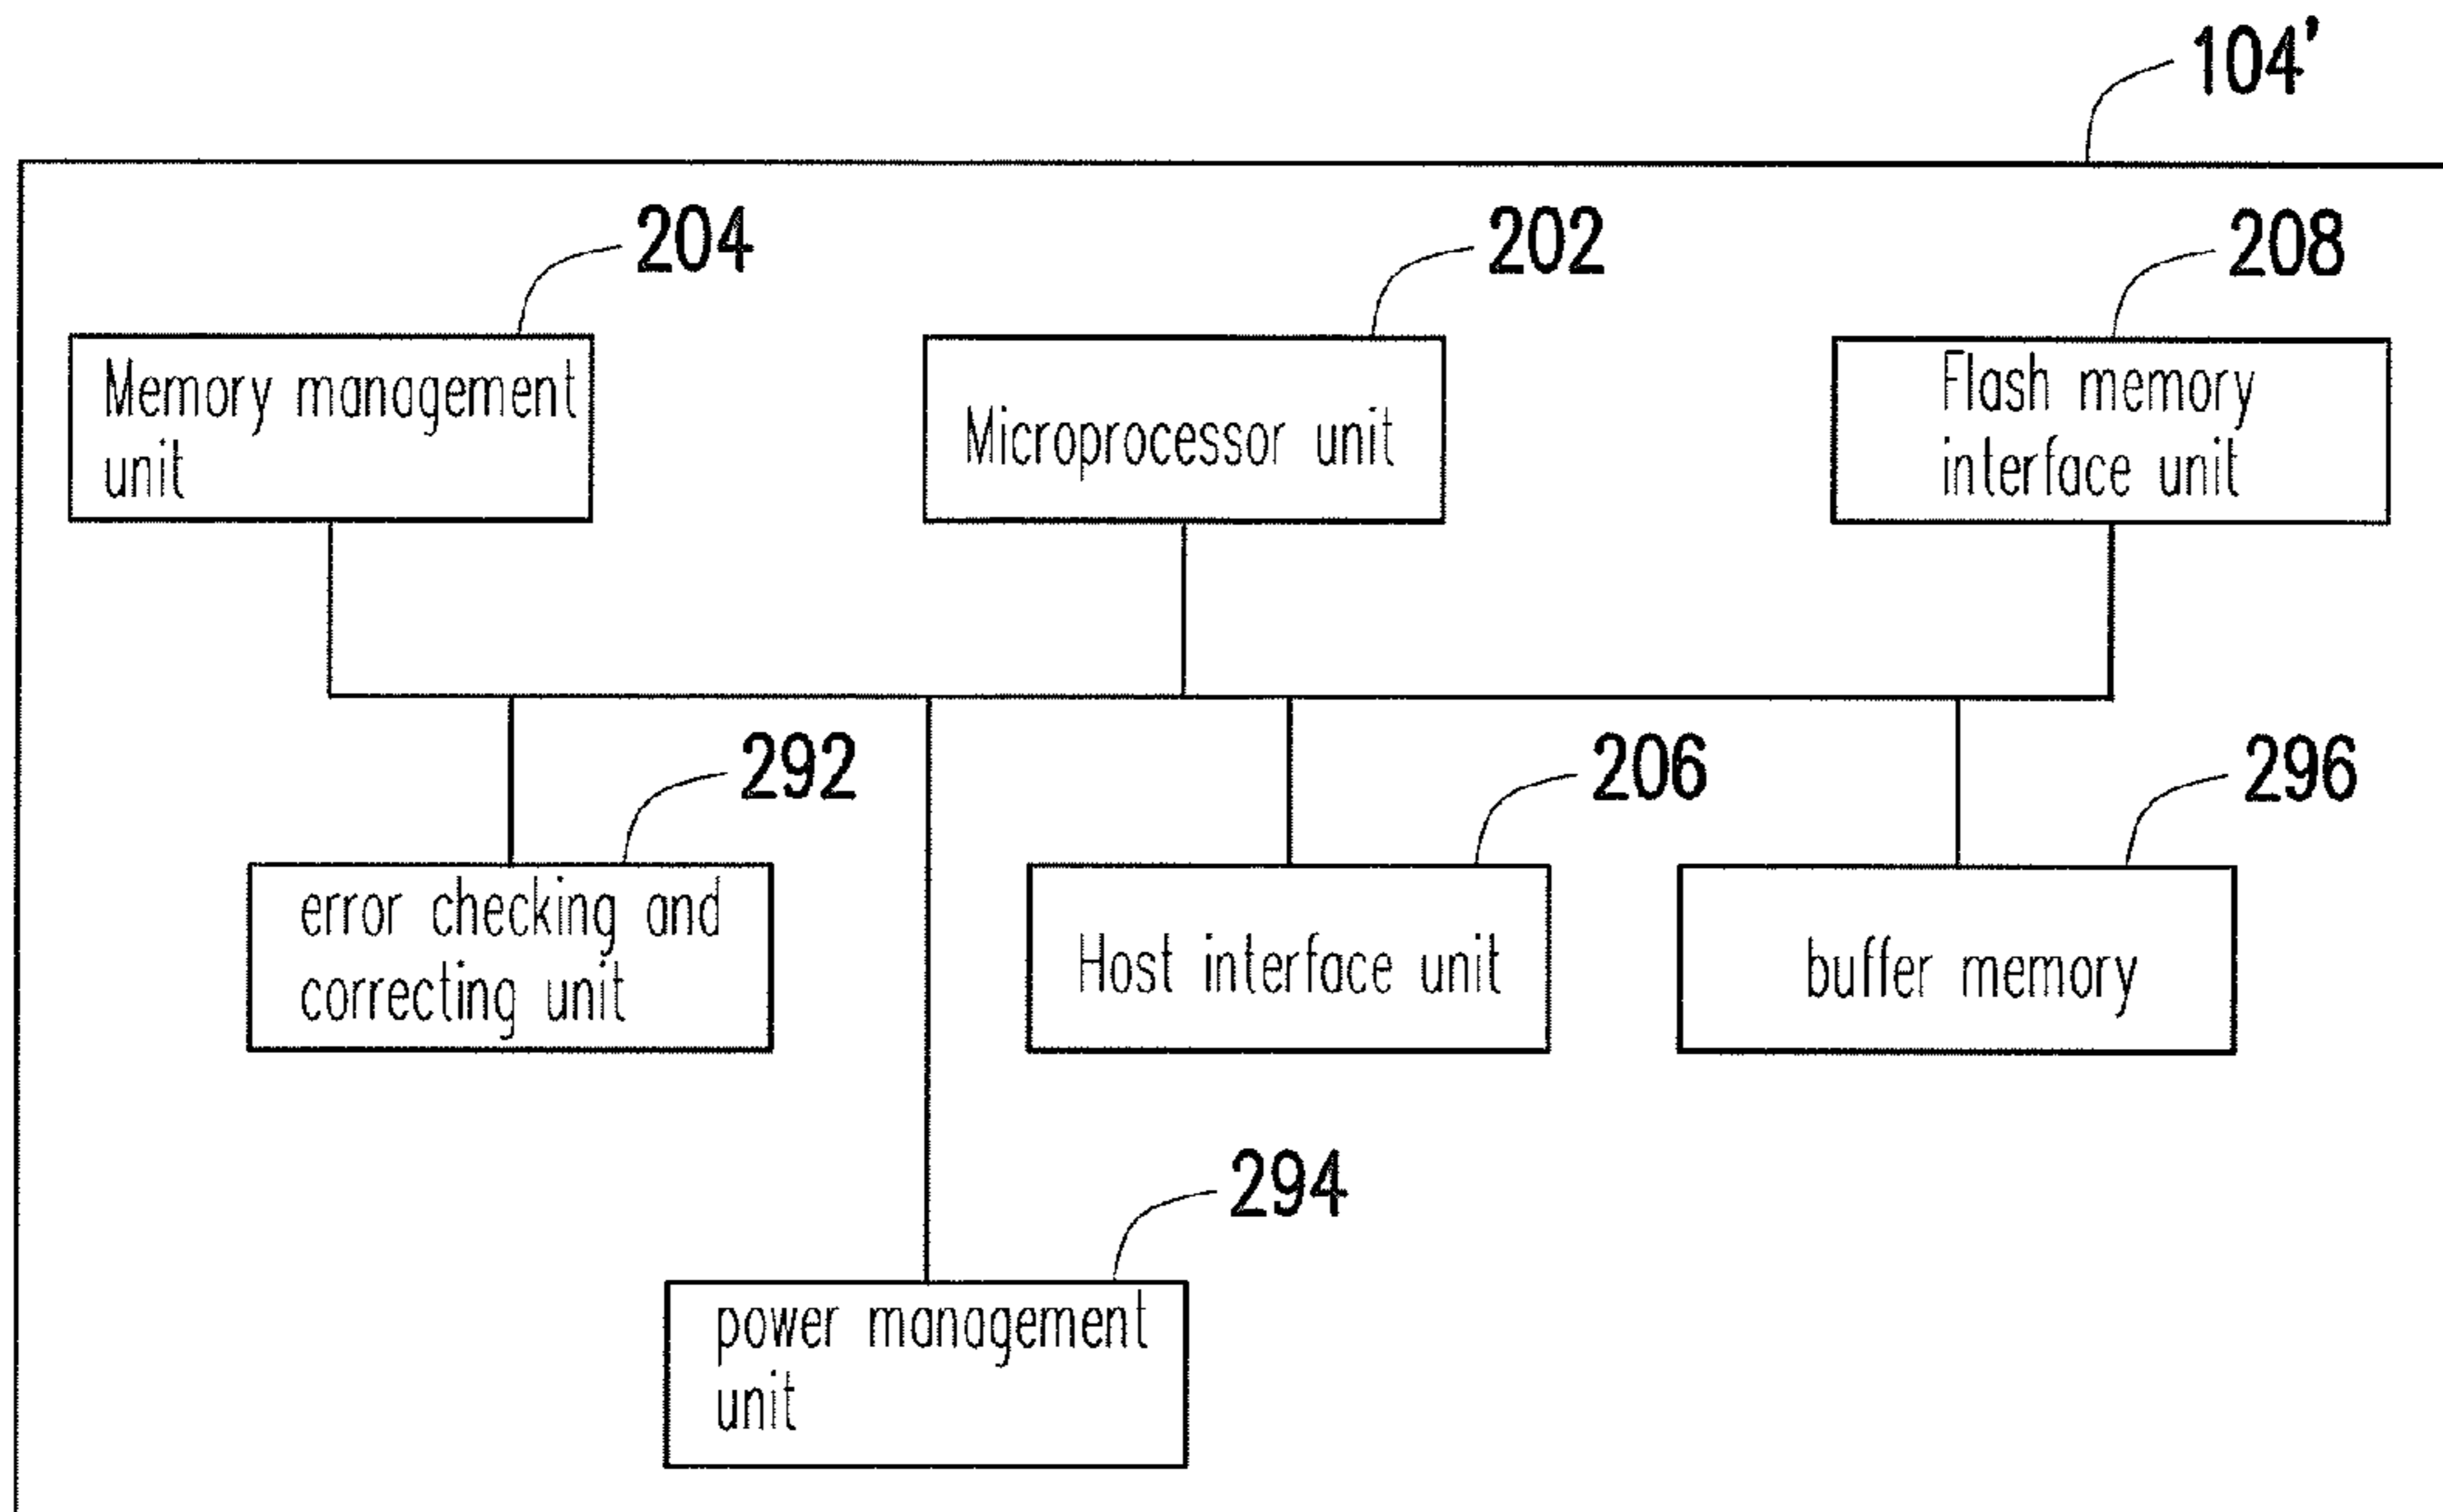 104'
204
202
208
Memory management
unit
Microprocessor unit
Flash memory
interface unit
292
206
296
error checking and
correcting unit
Host interface unit
buffer memory
294
power management
unit